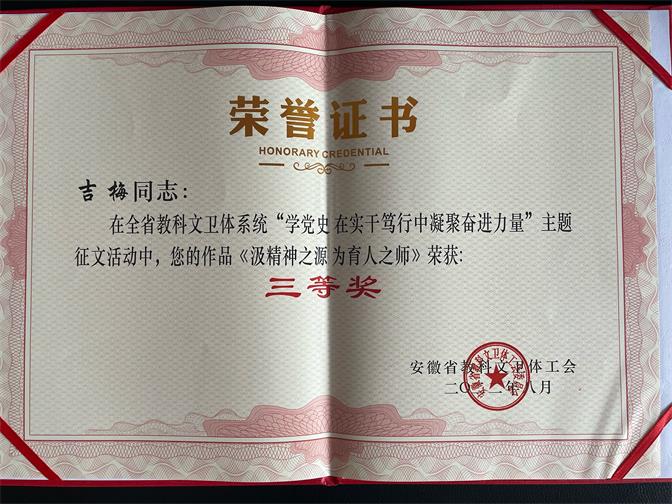 荣誉证书
HONORARY CREDENTIAL
吉梅同志：
在全省教科文卫体系统“学党史 在实干笃行中凝聚奋进力量”主题
征文活动中，您的作品《汲精神之源 为育人之师》荣获：
三等奖
安徽省教科文卫体工会
二〇二二年八月